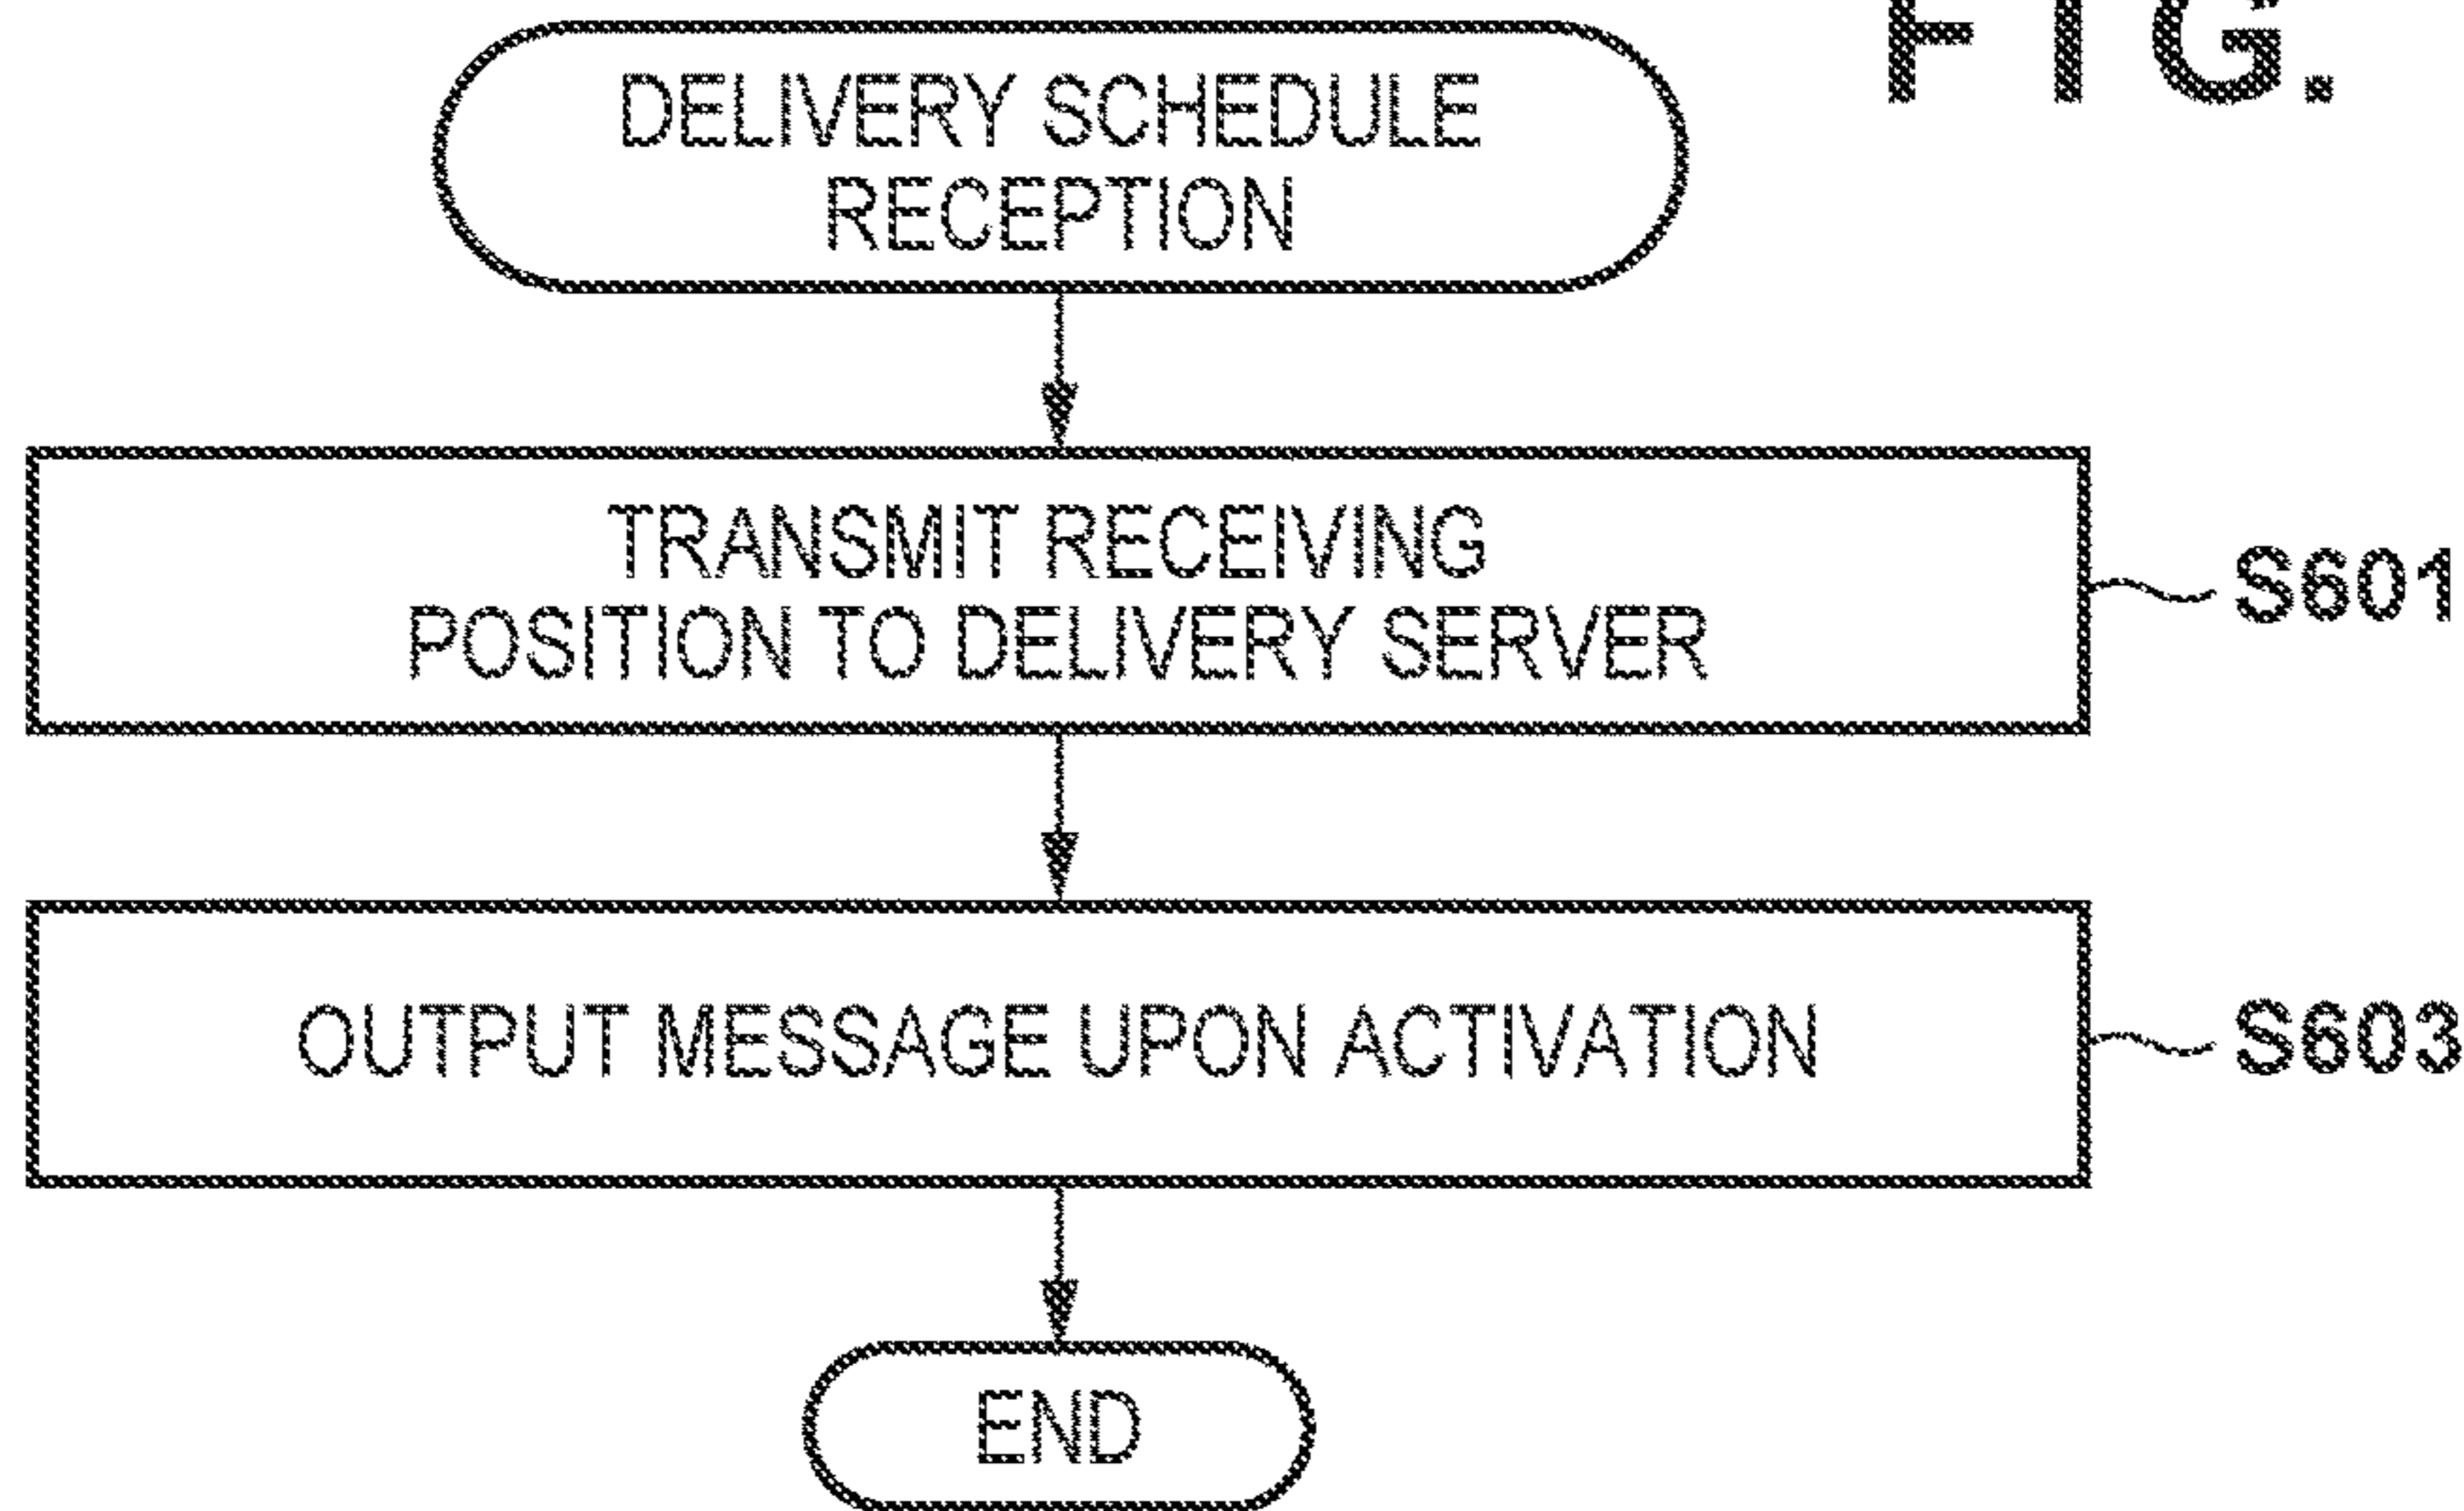 FIG.
DELIVERY SCHEDULE
RECEPTION
TRANSMIT RECEIVING
POSITION TO DELIVERY SERVER
S601
OUTPUT MESSAGE UPON ACTIVATION
S603
END